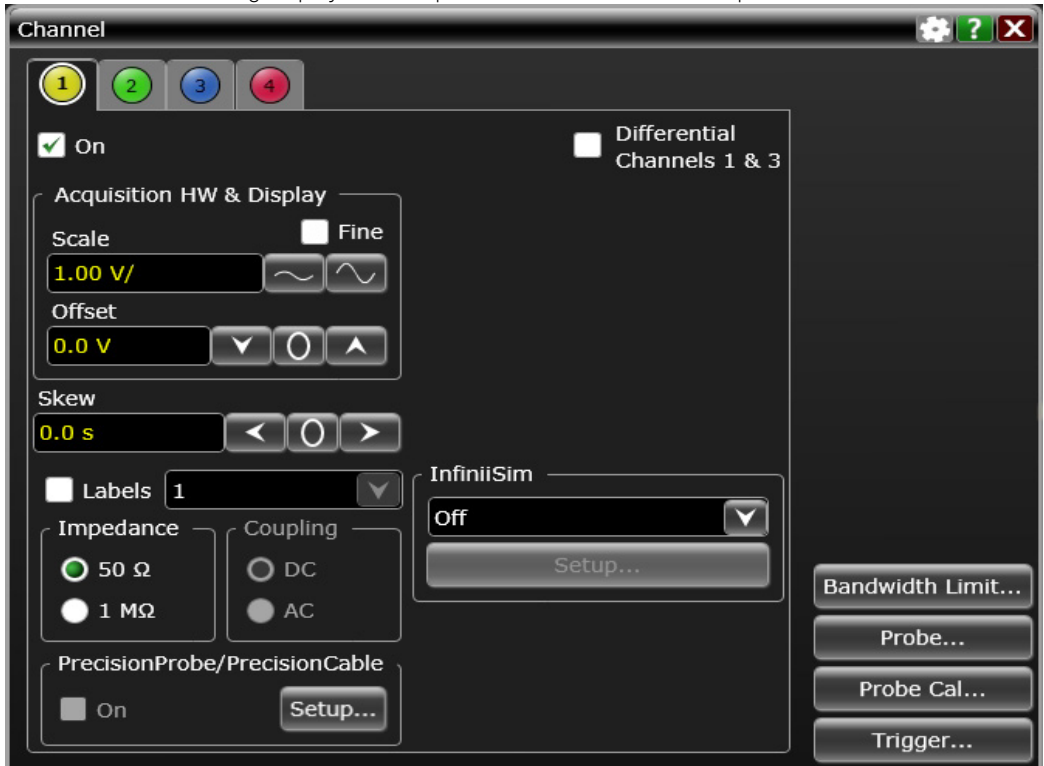 Channel
?
X
1
2
3
4
On
Differential
Channels 1 & 3
Acquisition HW & Display
Scale
Fine
1.00 V/
Offset
0.0 V
0
Skew
0.0 s
0
Labels
1
InfiniiSim
Off
Setup...
Impedance
Coupling
50 Ω
DC
1 MΩ
AC
PrecisionProbe/PrecisionCable
On
Setup...
Bandwidth Limit...
Probe...
Probe Cal...
Trigger...